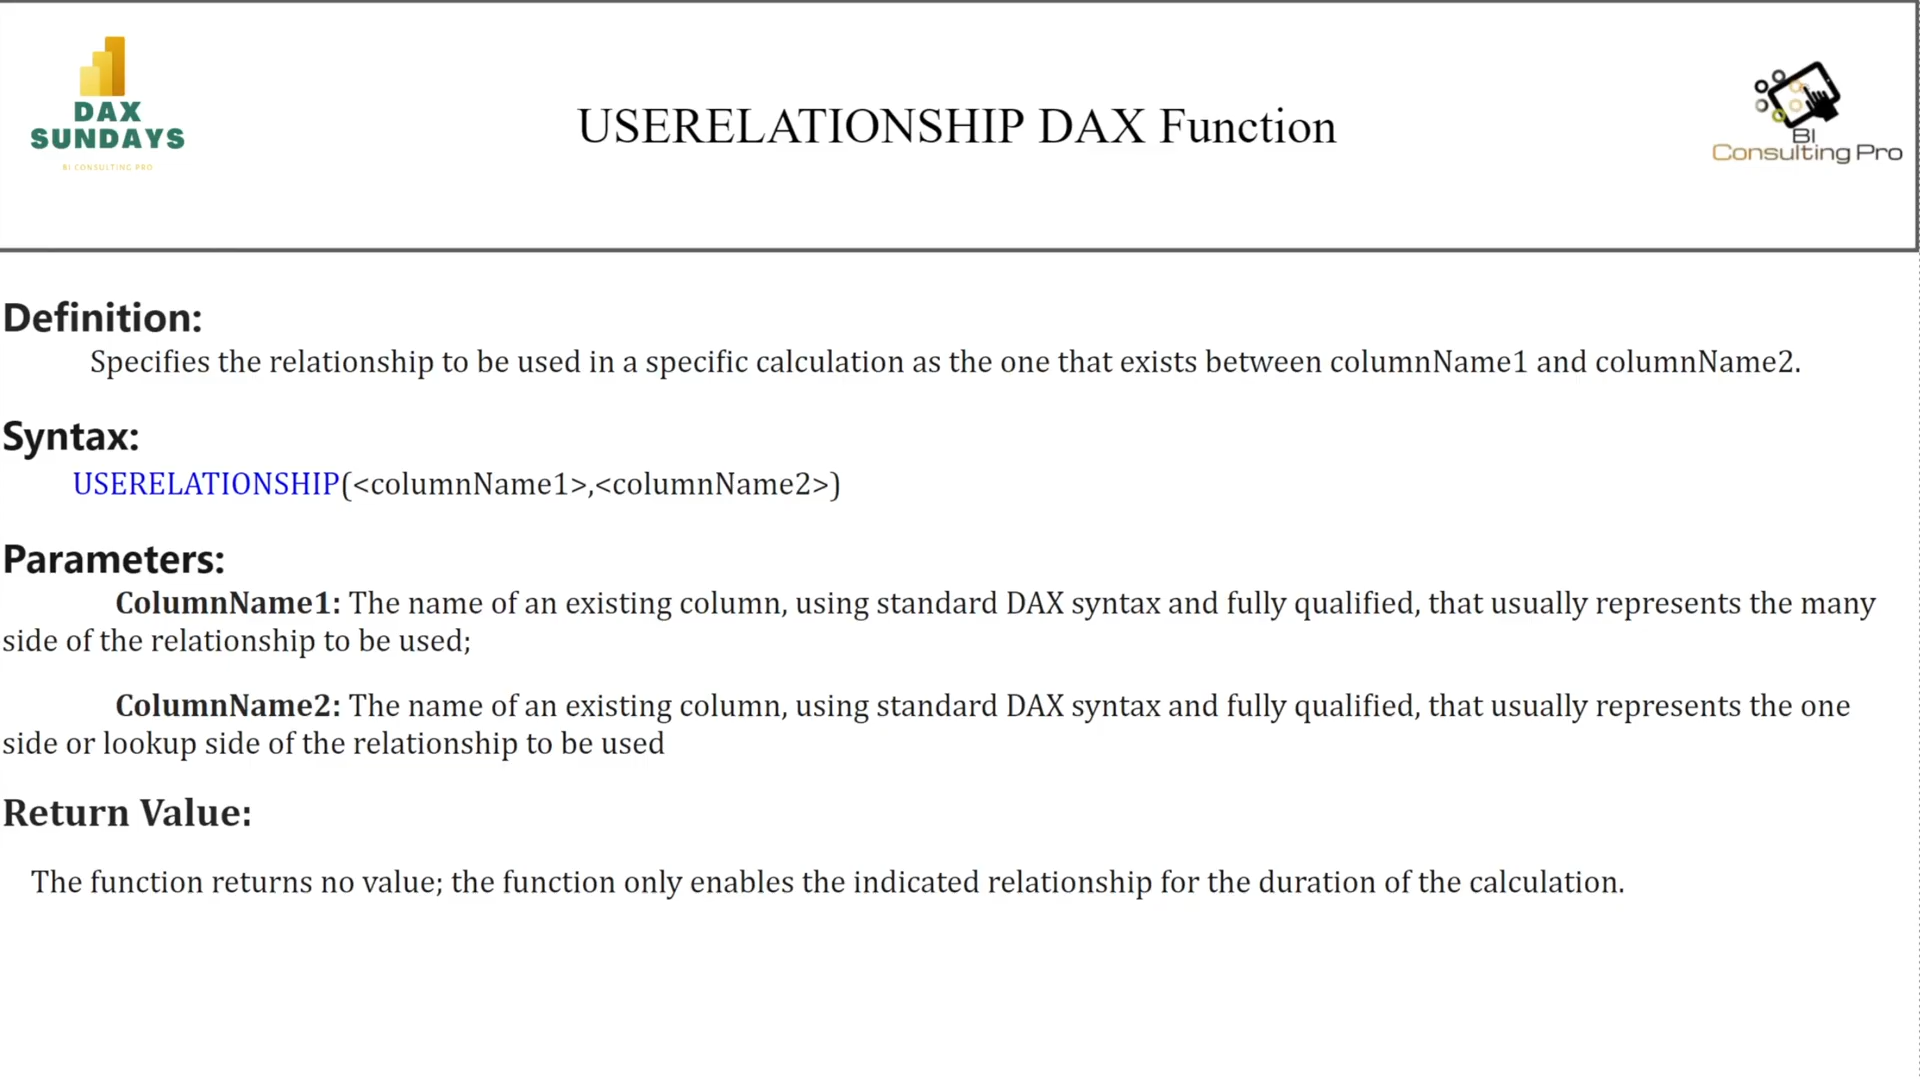 DAX
SUNDAYS
BI CONSULTING PRO
USERELATIONSHIP DAX Function
BI
Consulting Pro
Definition:
Specifies the relationship to be used in a specific calculation as the one that exists between columnName1 and columnName2.
Syntax:
USERELATIONSHIP(<columnName1>,<columnName2>)
Parameters:
ColumnName1: The name of an existing column, using standard DAX syntax and fully qualified, that usually represents the many
side of the relationship to be used;
ColumnName2: The name of an existing column, using standard DAX syntax and fully qualified, that usually represents the one
side or lookup side of the relationship to be used
Return Value:
The function returns no value; the function only enables the indicated relationship for the duration of the calculation.